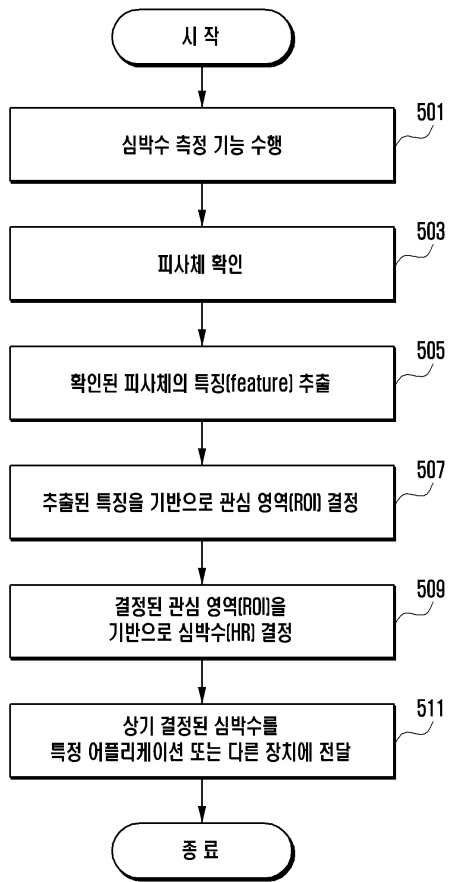 시 작
501
심박수 측정 기능 수행
503
피사체 확인
505
확인된 피사체의 특징(feature) 추출
507
추출된 특징을 기반으로 관심 영역(ROI) 결정
509
결정된 관심 영역(ROI)을
기반으로 심박수(HR) 결정
511
상기 결정된 심박수를
특정 어플리케이션 또는 다른 장치에 전달
종 료